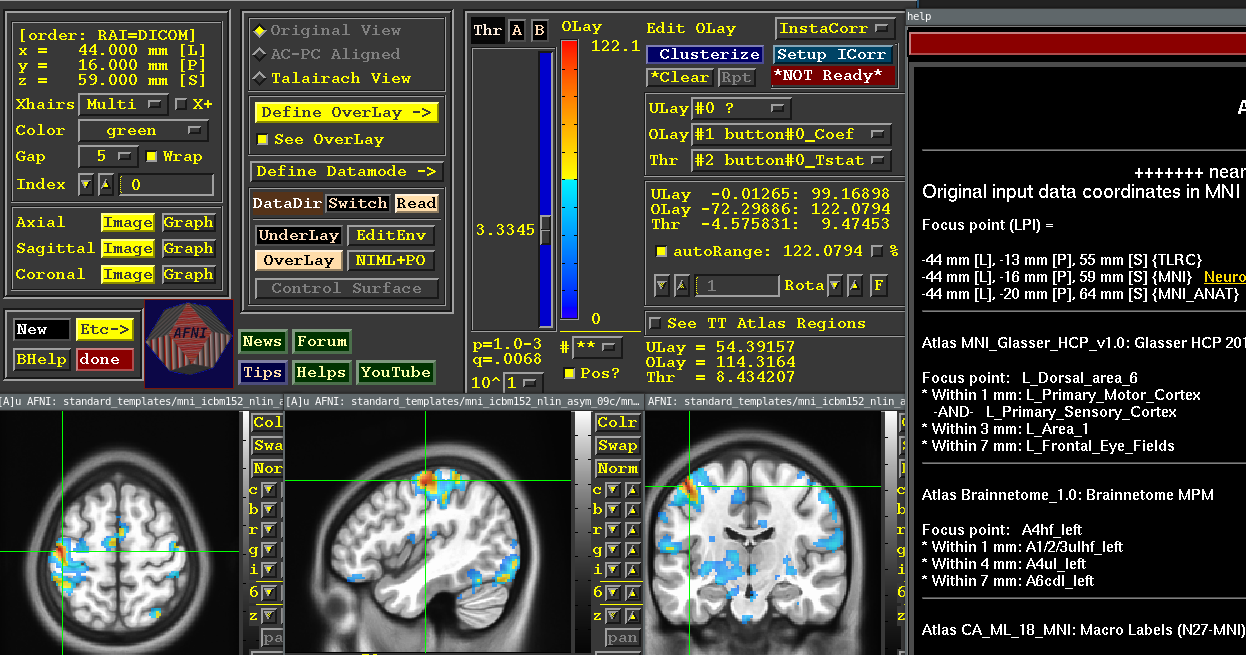 [order: RAI=DICOM]
x = 44.000 mm [L]
y = 16.000 mm [P]
z = 59.000 mm [S]
Xhairs Multi X+
Color green
Gap 5 Wrap
Index 0
Axial Image Graph
Sagittal Image Graph
Coronal Image Graph
New Etc->
BHelp done
AFNI
Original View
AC-PC Aligned
Talairach View
Define OverLay ->
See OverLay
Define Datamode ->
DataDir Switch Read
UnderLay EditEnv
OverLay NIML+PO
Control Surface
News Forum
Tips Helps YouTube
Thr A B
3.3345
p=1.0-3
q=.0068
10^ 1
OLay
122.1
0
# **
Pos?
Edit OLay InstaCorr
Clusterize Setup ICorr
*Clear Rpt *NOT Ready*
ULay #0 ?
OLay #1 button#0_Coef
Thr #2 button#0_Tstat
ULay -0.01265: 99.16898
OLay -72.29886: 122.0794
Thr -4.575831: 9.47453
autoRange: 122.0794 %
1 Rota F
See TT Atlas Regions
ULay = 54.39157
OLay = 114.3164
Thr = 8.434207
help
+++++++ near
Original input data coordinates in MNI
Focus point (LPI) =
-44 mm [L], -13 mm [P], 55 mm [S] {TLRC}
-44 mm [L], -16 mm [P], 59 mm [S] {MNI} Neuro
-44 mm [L], -20 mm [P], 64 mm [S] {MNI_ANAT}
Atlas MNI_Glasser_HCP_v1.0: Glasser HCP 201
Focus point: L_Dorsal_area_6
* Within 1 mm: L_Primary_Motor_Cortex
-AND- L_Primary_Sensory_Cortex
* Within 3 mm: L_Area_1
* Within 7 mm: L_Frontal_Eye_Fields
Atlas Brainnetome_1.0: Brainnetome MPM
Focus point: A4hf_left
* Within 1 mm: A1/2/3ulhf_left
* Within 4 mm: A4ul_left
* Within 7 mm: A6cdl_left
Atlas CA_ML_18_MNI: Macro Labels (N27-MNI)
[A]u AFNI: standard_templates/mni_icbm152_nlin_a
[A]u AFNI: standard_templates/mni_icbm152_nlin_asym_09c/mn...
AFNI: standard_templates/mni_icbm152_nlin_a
Col
Swa
Nor
c
b
r
g
i
6
z
pa
Colr
Swap
Norm
c
b
r
g
i
6
z
pan